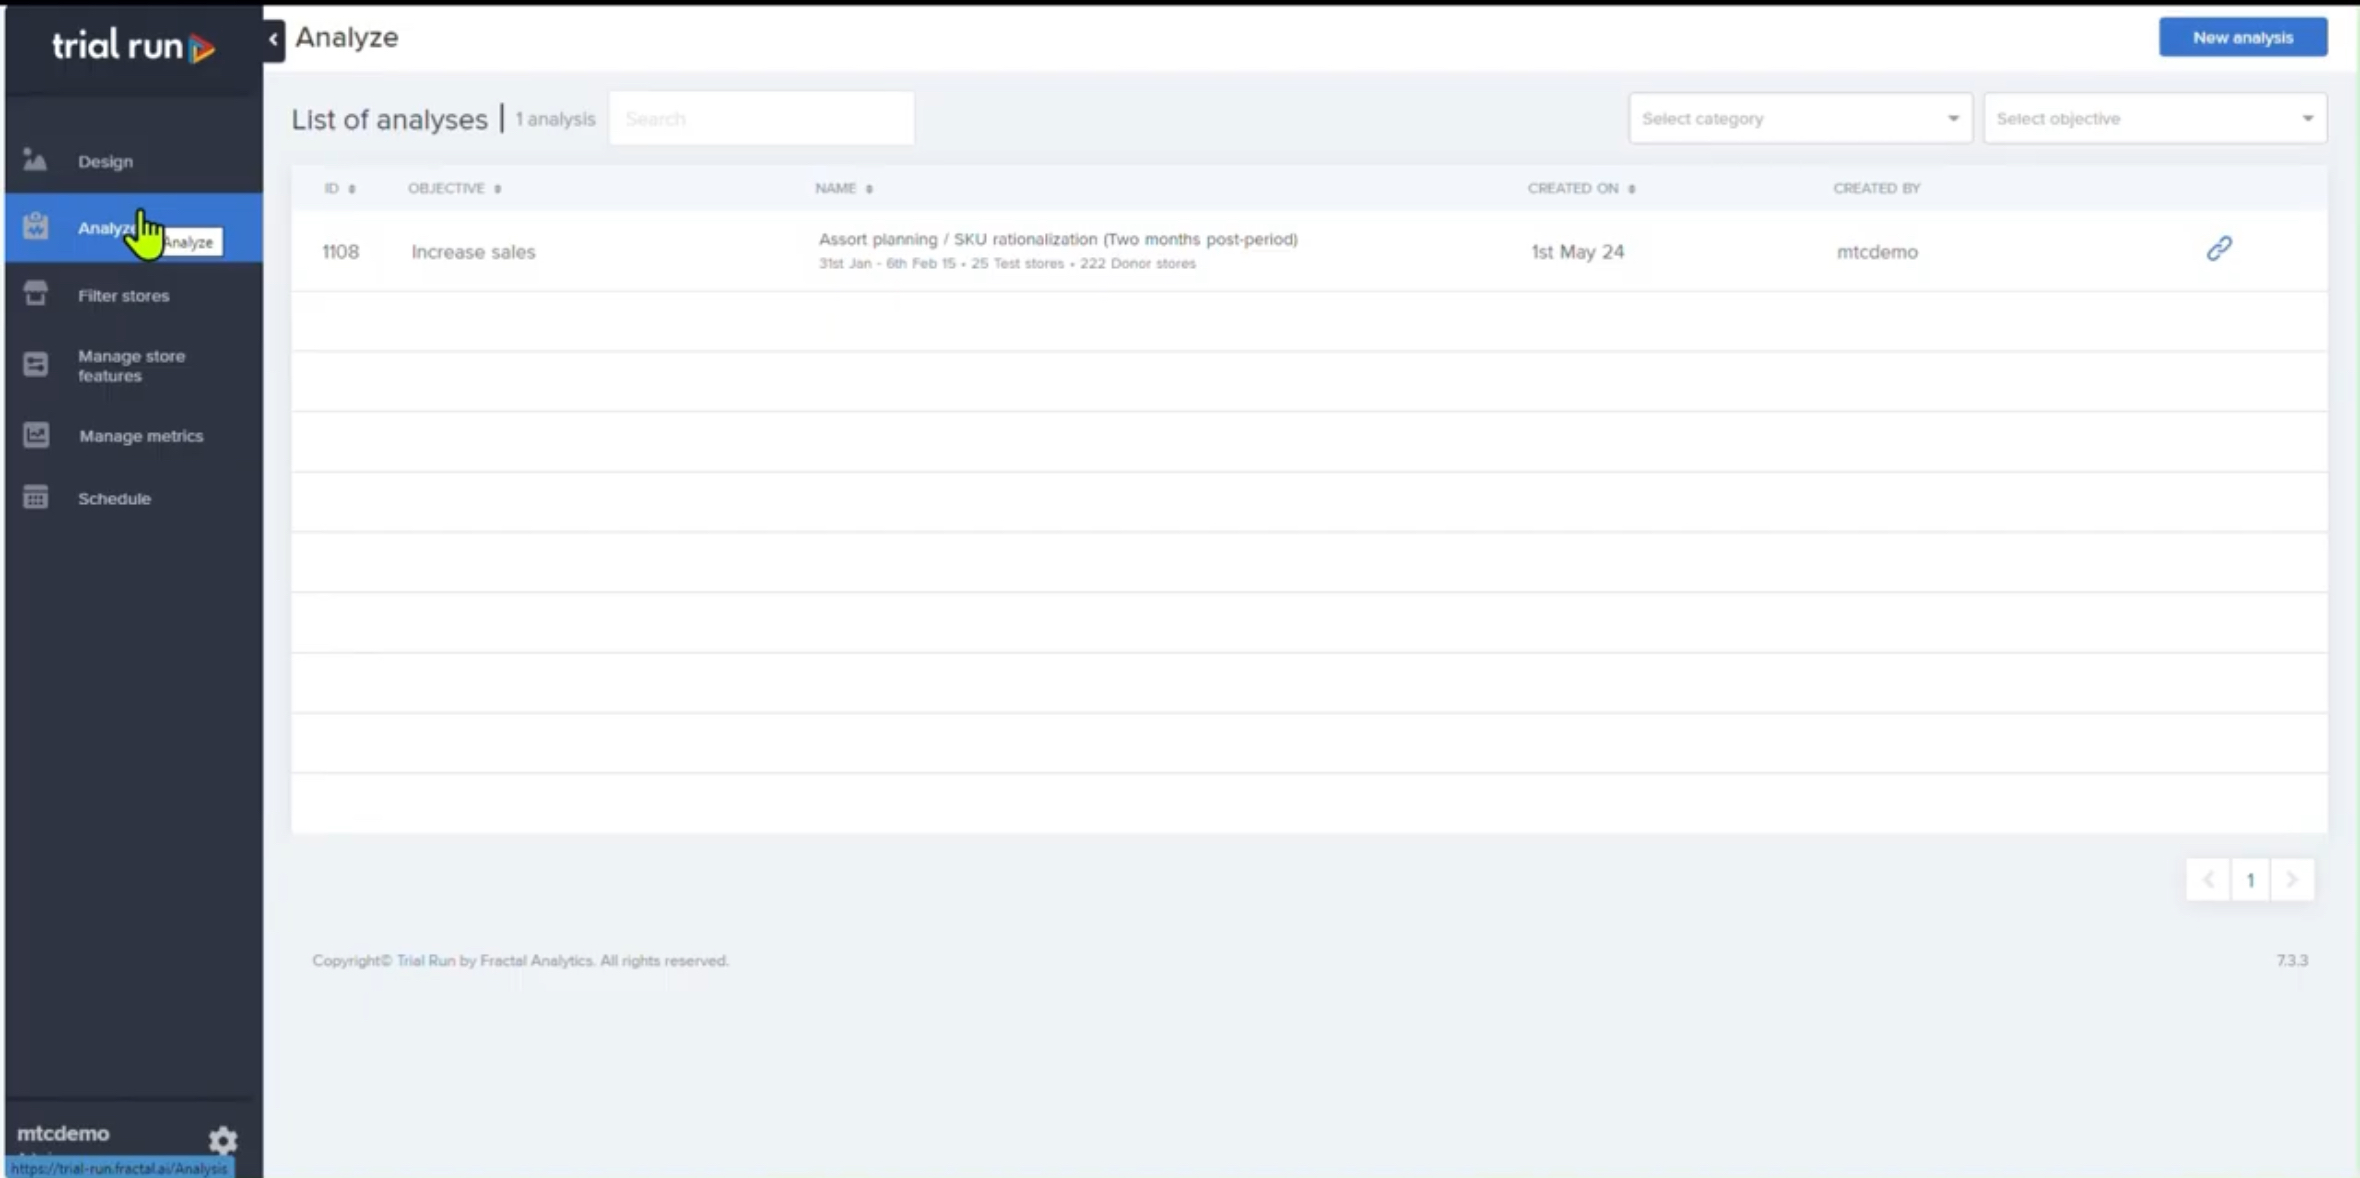 trial run
Analyze
New analysis
List of analyses | 1 analysis
Search
Select category
Select objective
Design
Analyze
Analyze
Filter stores
Manage store
features
Manage metrics
Schedule
ID
OBJECTIVE
NAME
CREATED ON
CREATED BY
1108
Increase sales
Assort planning / SKU rationalization (Two months post-period)
31st Jan - 6th Feb 15 • 25 Test stores • 222 Donor stores
1st May 24
mtcdemo
1
Copyright© Trial Run by Fractal Analytics. All rights reserved.
7.3.3
mtcdemo
https://trial-run.fractal.ai/Analysis